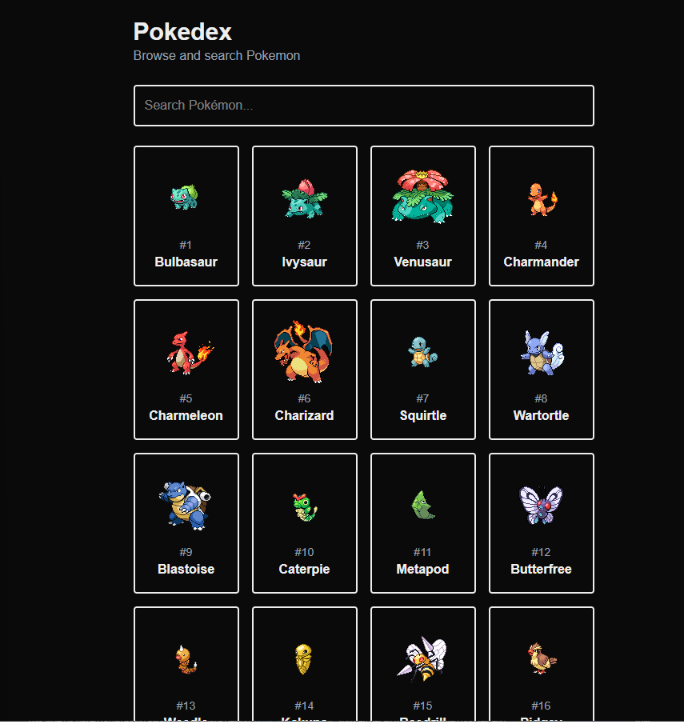 Pokedex
Browse and search Pokemon
Search Pokémon...
#1
Bulbasaur
#2
Ivysaur
#3
Venusaur
#4
Charmander
#5
Charmeleon
#6
Charizard
#7
Squirtle
#8
Wartortle
#9
Blastoise
#10
Caterpie
#11
Metapod
#12
Butterfree
#13
#14
#15
#16